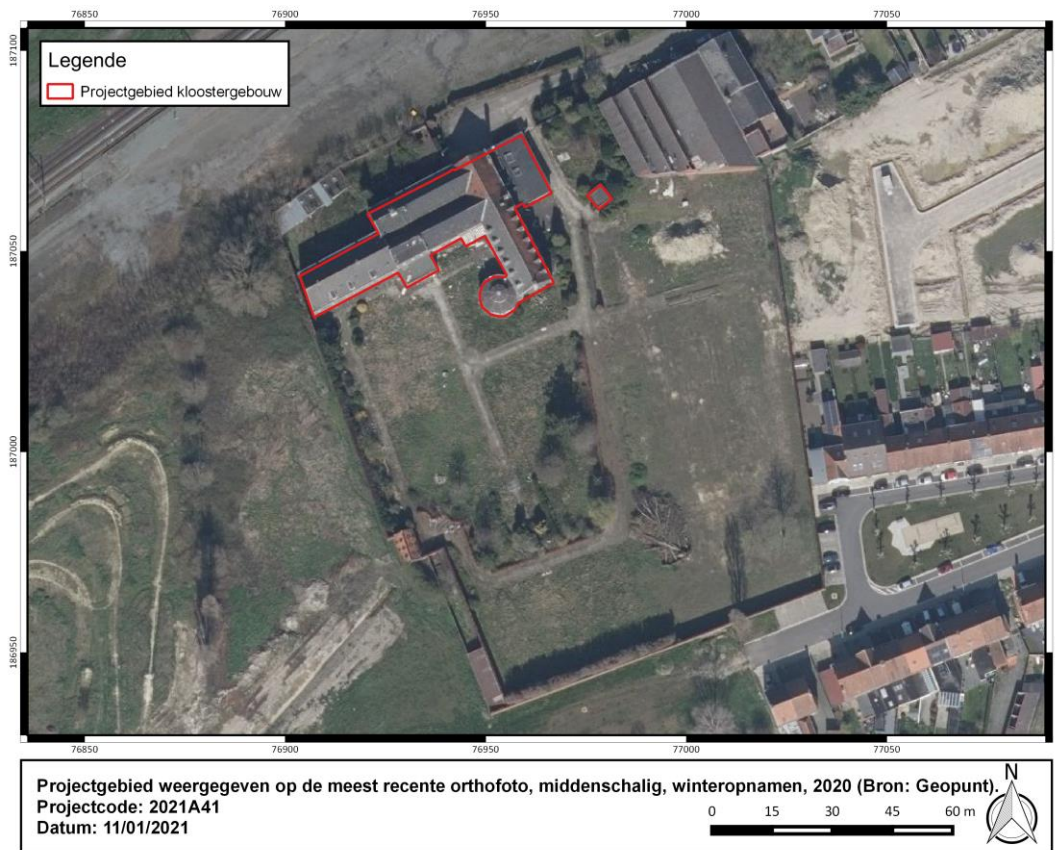 76850 76900 76950 77000 77050
187100
187050
187000
186950
Legende
Projectgebied kloostergebouw
76850 76900 76950 77000 77050
Projectgebied weergegeven op de meest recente orthofoto, middenschalig, winteropnamen, 2020 (Bron: Geopunt).
Projectcode: 2021A41
Datum: 11/01/2021
0 15 30 45 60 m
N